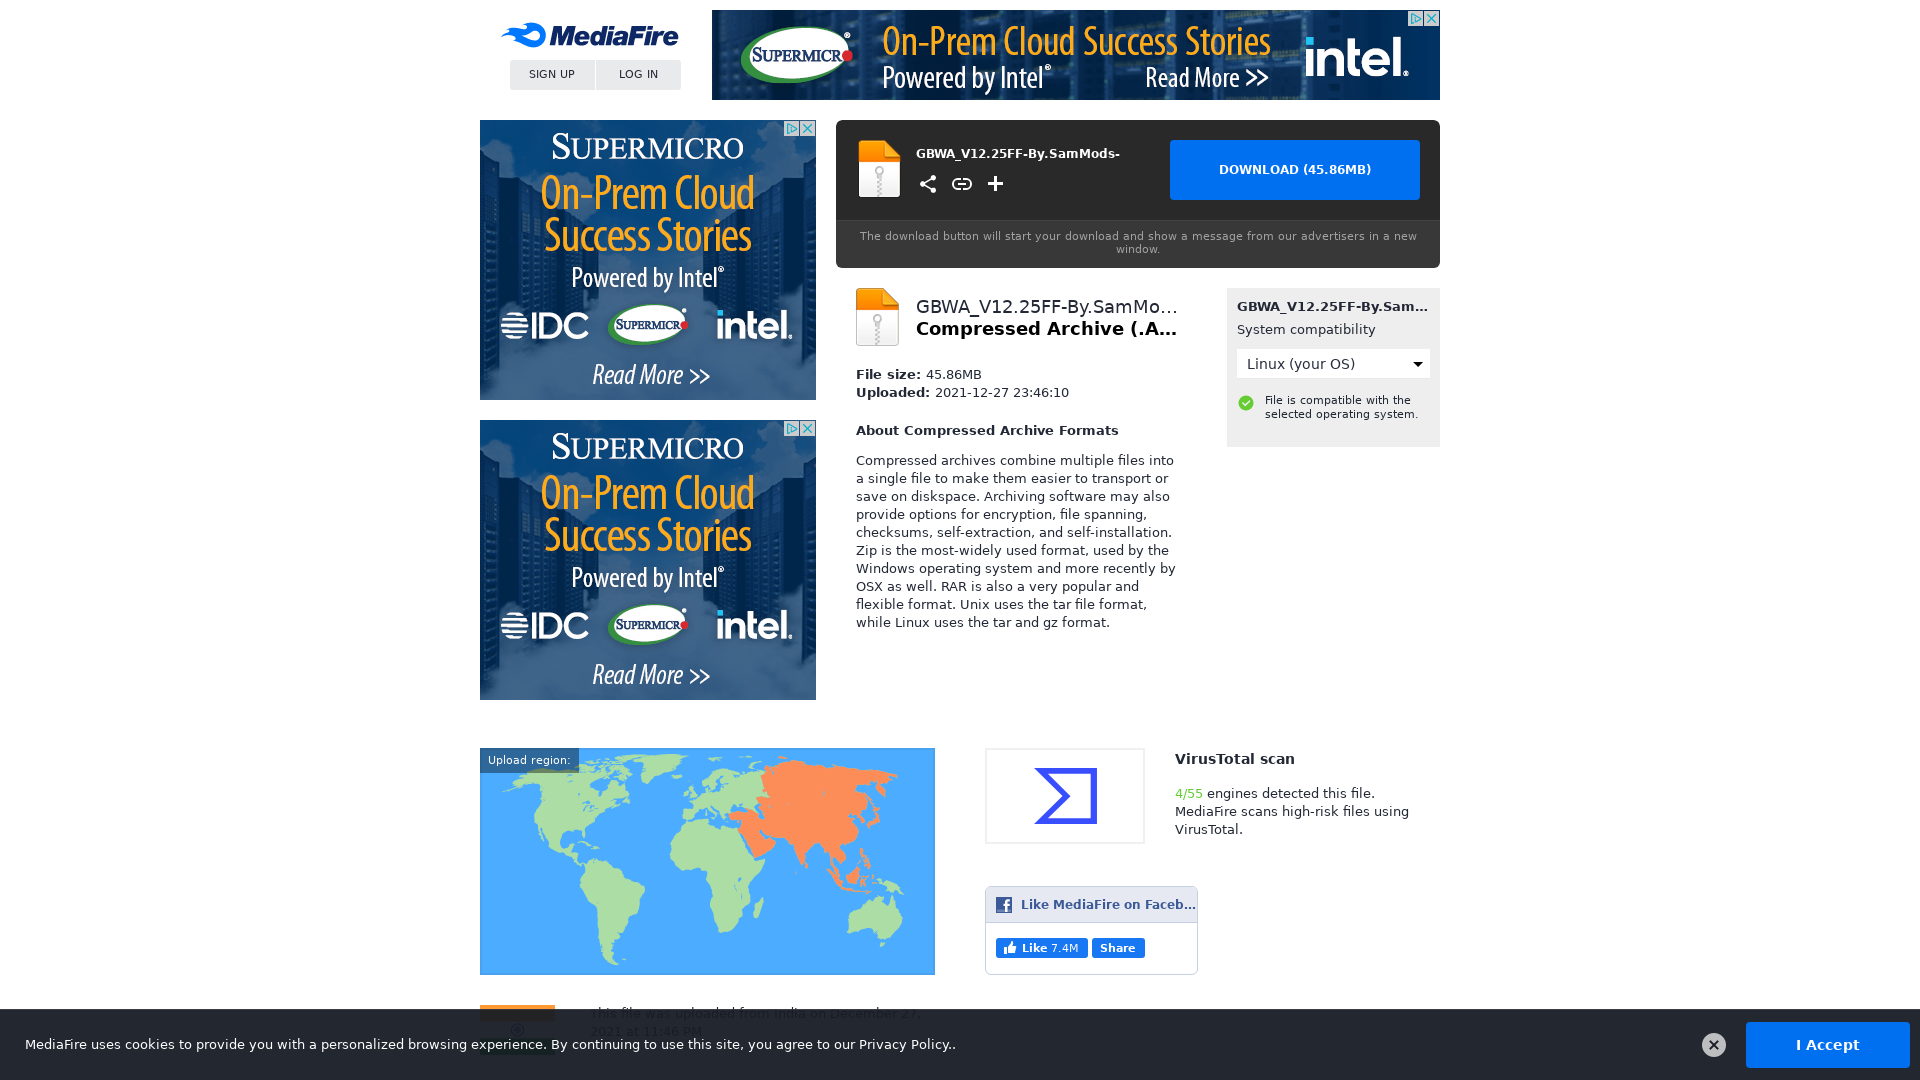 MediaFire
SIGN UP
LOG IN
SUPERMICRO
On-Prem Cloud Success Stories
Powered by Intel®
Read More >>
intel.
SUPERMICRO
On-Prem Cloud
Success Stories
Powered by Intel®
IDC
SUPERMICRO
intel.
Read More >>
SUPERMICRO
On-Prem Cloud
Success Stories
Powered by Intel®
IDC
SUPERMICRO
intel.
Read More >>
GBWA_V12.25FF-By.SamMods-
DOWNLOAD (45.86MB)
The download button will start your download and show a message from our advertisers in a new
window.
GBWA_V12.25FF-By.SamMo...
Compressed Archive (.A...
File size: 45.86MB
Uploaded: 2021-12-27 23:46:10
About Compressed Archive Formats
Compressed archives combine multiple files into
a single file to make them easier to transport or
save on diskspace. Archiving software may also
provide options for encryption, file spanning,
checksums, self-extraction, and self-installation.
Zip is the most-widely used format, used by the
Windows operating system and more recently by
OSX as well. RAR is also a very popular and
flexible format. Unix uses the tar file format,
while Linux uses the tar and gz format.
GBWA_V12.25FF-By.Sam...
System compatibility
Linux (your OS)
File is compatible with the
selected operating system.
Upload region:
VirusTotal scan
4/55 engines detected this file.
MediaFire scans high-risk files using
VirusTotal.
Like MediaFire on Faceb...
Like 7.4M
Share
This file was uploaded from India on December 27,
2021 at 11:46 PM
MediaFire uses cookies to provide you with a personalized browsing experience. By continuing to use this site, you agree to our Privacy Policy..
I Accept